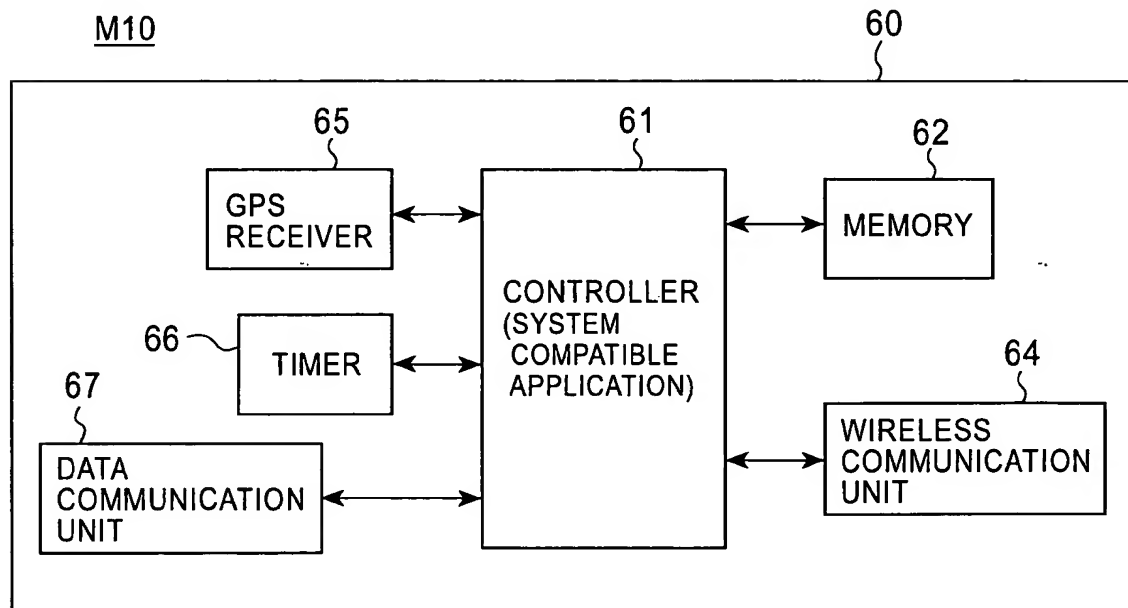 M10
60
65
61
62
GPS
RECEIVER
MEMORY
CONTROLLER
(SYSTEM
COMPATIBLE
APPLICATION)
66
TIMER
67
64
DATA
COMMUNICATION
UNIT
WIRELESS
COMMUNICATION
UNIT